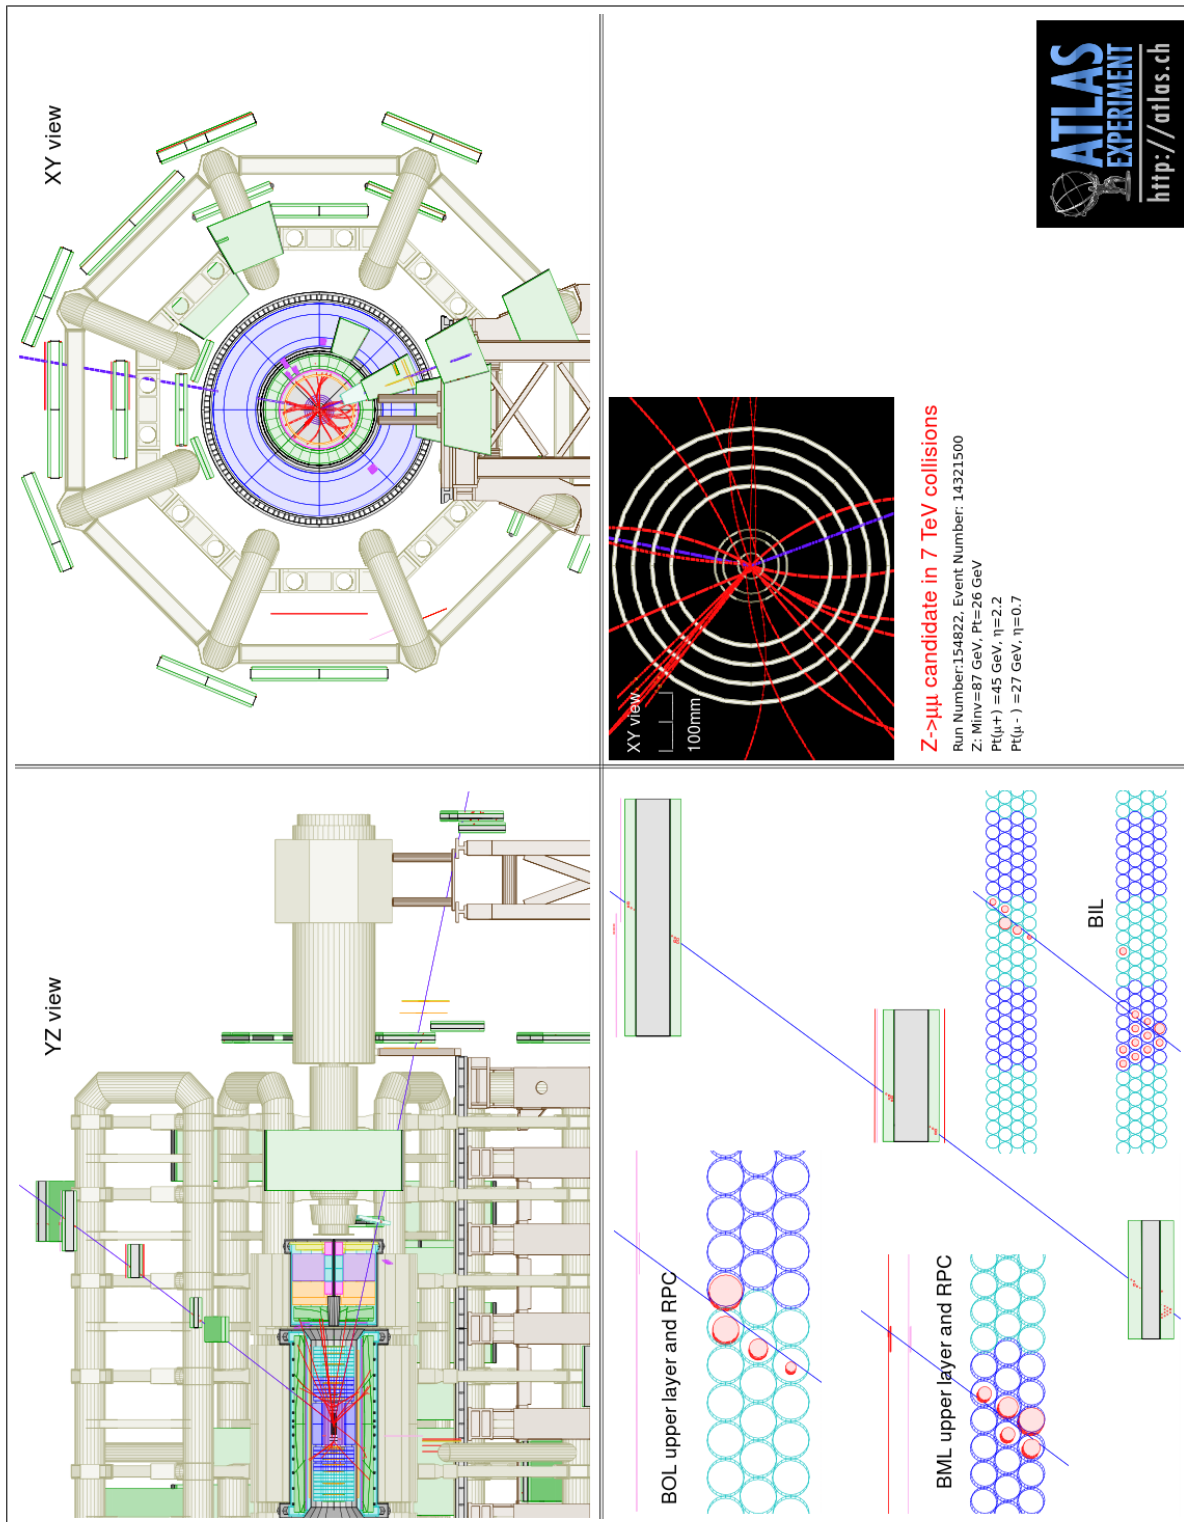 YZ view
XY view
BOL upper layer and RPC
BML upper layer and RPC
BIL
XY view
100mm
Z->μμ candidate in 7 TeV collisions
Run Number:154822, Event Number: 14321500
Z: Minv=87 GeV, Pt=26 GeV
Pt(μ+) =45 GeV, η=2.2
Pt(μ- ) =27 GeV, η=0.7
ATLAS
EXPERIMENT
http://atlas.ch